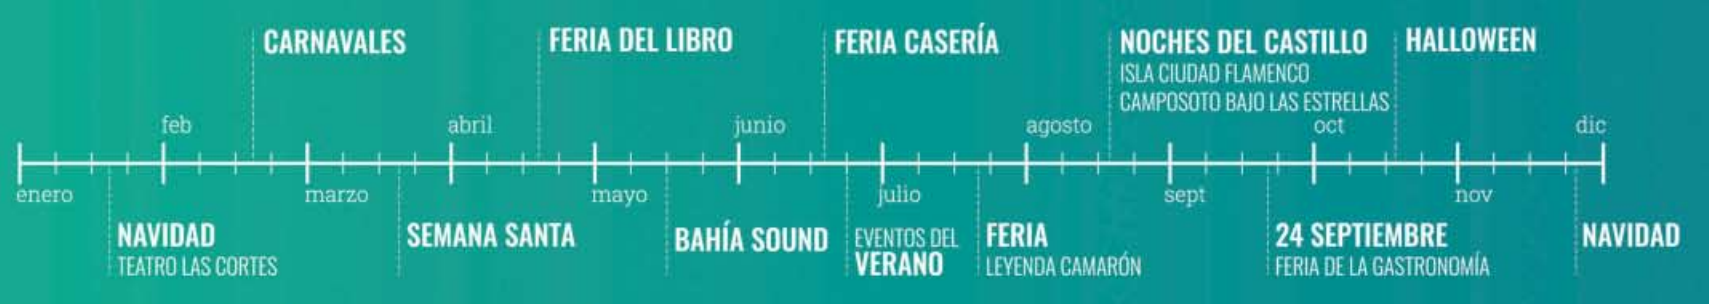 CARNAVALES
FERIA DEL LIBRO
FERIA CASERÍA
NOCHES DEL CASTILLO
ISLA CIUDAD FLAMENCO
CAMPOSOTO BAJO LAS ESTRELLAS
HALLOWEEN
feb
abril
junio
agosto
oct
dic
enero
marzo
mayo
julio
sept
nov
NAVIDAD
TEATRO LAS CORTES
SEMANA SANTA
BAHÍA SOUND
EVENTOS DEL
VERANO
FERIA
LEYENDA CAMARÓN
24 SEPTIEMBRE
FERIA DE LA GASTRONOMÍA
NAVIDAD